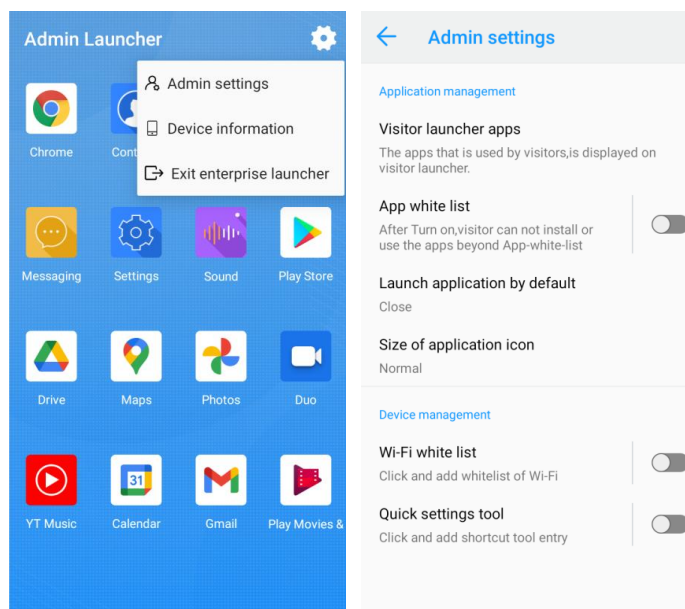 Admin Launcher
Admin settings
Device information
Exit enterprise launcher
Chrome
Cont
Messaging
Settings
Sound
Play Store
Drive
Maps
Photos
Duo
31
YT Music
Calendar
Gmail
Play Movies &
Admin settings
Application management
Visitor launcher apps
The apps that is used by visitors,is displayed on
visitor launcher.
App white list
After Turn on,visitor can not install or
use the apps beyond App-white-list
Launch application by default
Close
Size of application icon
Normal
Device management
Wi-Fi white list
Click and add whitelist of Wi-Fi
Quick settings tool
Click and add shortcut tool entry